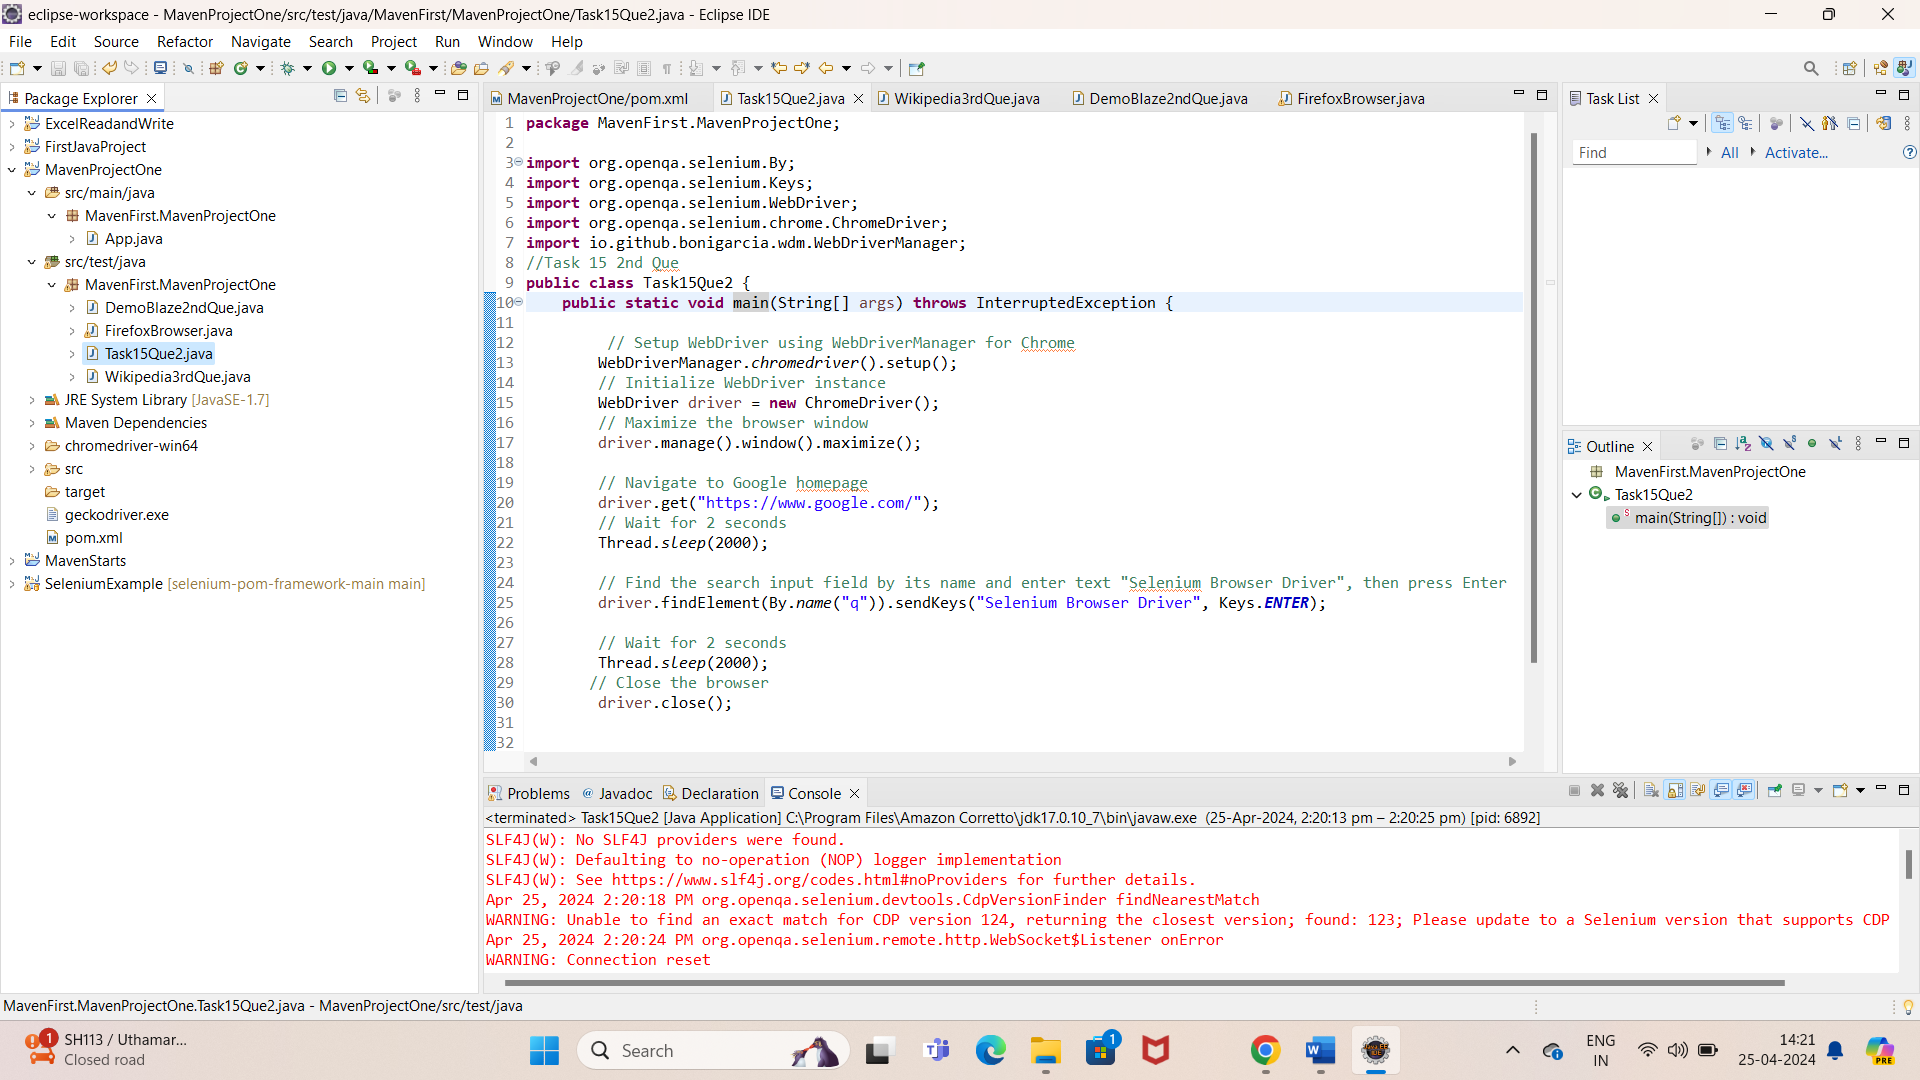 eclipse-workspace - MavenProjectOne/src/test/java/MavenFirst/MavenProjectOne/Task15Que2.java - Eclipse IDE
File Edit Source Refactor Navigate Search Project Run Window Help
Package Explorer
ExcelReadandWrite
FirstJavaProject
MavenProjectOne
src/main/java
MavenFirst.MavenProjectOne
App.java
src/test/java
MavenFirst.MavenProjectOne
DemoBlaze2ndQue.java
FirefoxBrowser.java
Task15Que2.java
Wikipedia3rdQue.java
JRE System Library [JavaSE-1.7]
Maven Dependencies
chromedriver-win64
src
target
geckodriver.exe
pom.xml
MavenStarts
SeleniumExample [selenium-pom-framework-main main]
MavenProjectOne/pom.xml Task15Que2.java Wikipedia3rdQue.java DemoBlaze2ndQue.java FirefoxBrowser.java
1 package MavenFirst.MavenProjectOne;
2
3 import org.openqa.selenium.By;
4 import org.openqa.selenium.Keys;
5 import org.openqa.selenium.WebDriver;
6 import org.openqa.selenium.chrome.ChromeDriver;
7 import io.github.bonigarcia.wdm.WebDriverManager;
8 //Task 15 2nd Que
9 public class Task15Que2 {
10 public static void main(String[] args) throws InterruptedException {
11
12 // Setup WebDriver using WebDriverManager for Chrome
13 WebDriverManager.chromedriver().setup();
14 // Initialize WebDriver instance
15 WebDriver driver = new ChromeDriver();
16 // Maximize the browser window
17 driver.manage().window().maximize();
18
19 // Navigate to Google homepage
20 driver.get("https://www.google.com/");
21 // Wait for 2 seconds
22 Thread.sleep(2000);
23
24 // Find the search input field by its name and enter text "Selenium Browser Driver", then press Enter
25 driver.findElement(By.name("q")).sendKeys("Selenium Browser Driver", Keys.ENTER);
26
27 // Wait for 2 seconds
28 Thread.sleep(2000);
29 // Close the browser
30 driver.close();
31
32
Task List
Find All Activate...
Outline
MavenFirst.MavenProjectOne
Task15Que2
main(String[]) : void
Problems @ Javadoc Declaration Console
<terminated> Task15Que2 [Java Application] C:\Program Files\Amazon Corretto\jdk17.0.10_7\bin\javaw.exe (25-Apr-2024, 2:20:13 pm – 2:20:25 pm) [pid: 6892]
SLF4J(W): No SLF4J providers were found.
SLF4J(W): Defaulting to no-operation (NOP) logger implementation
SLF4J(W): See https://www.slf4j.org/codes.html#noProviders for further details.
Apr 25, 2024 2:20:18 PM org.openqa.selenium.devtools.CdpVersionFinder findNearestMatch
WARNING: Unable to find an exact match for CDP version 124, returning the closest version; found: 123; Please update to a Selenium version that supports CDP
Apr 25, 2024 2:20:24 PM org.openqa.selenium.remote.http.WebSocket$Listener onError
WARNING: Connection reset
MavenFirst.MavenProjectOne.Task15Que2.java - MavenProjectOne/src/test/java
1
SH113 / Uthamar...
Closed road
Search
1
ENG
IN
14:21
25-04-2024
PRE